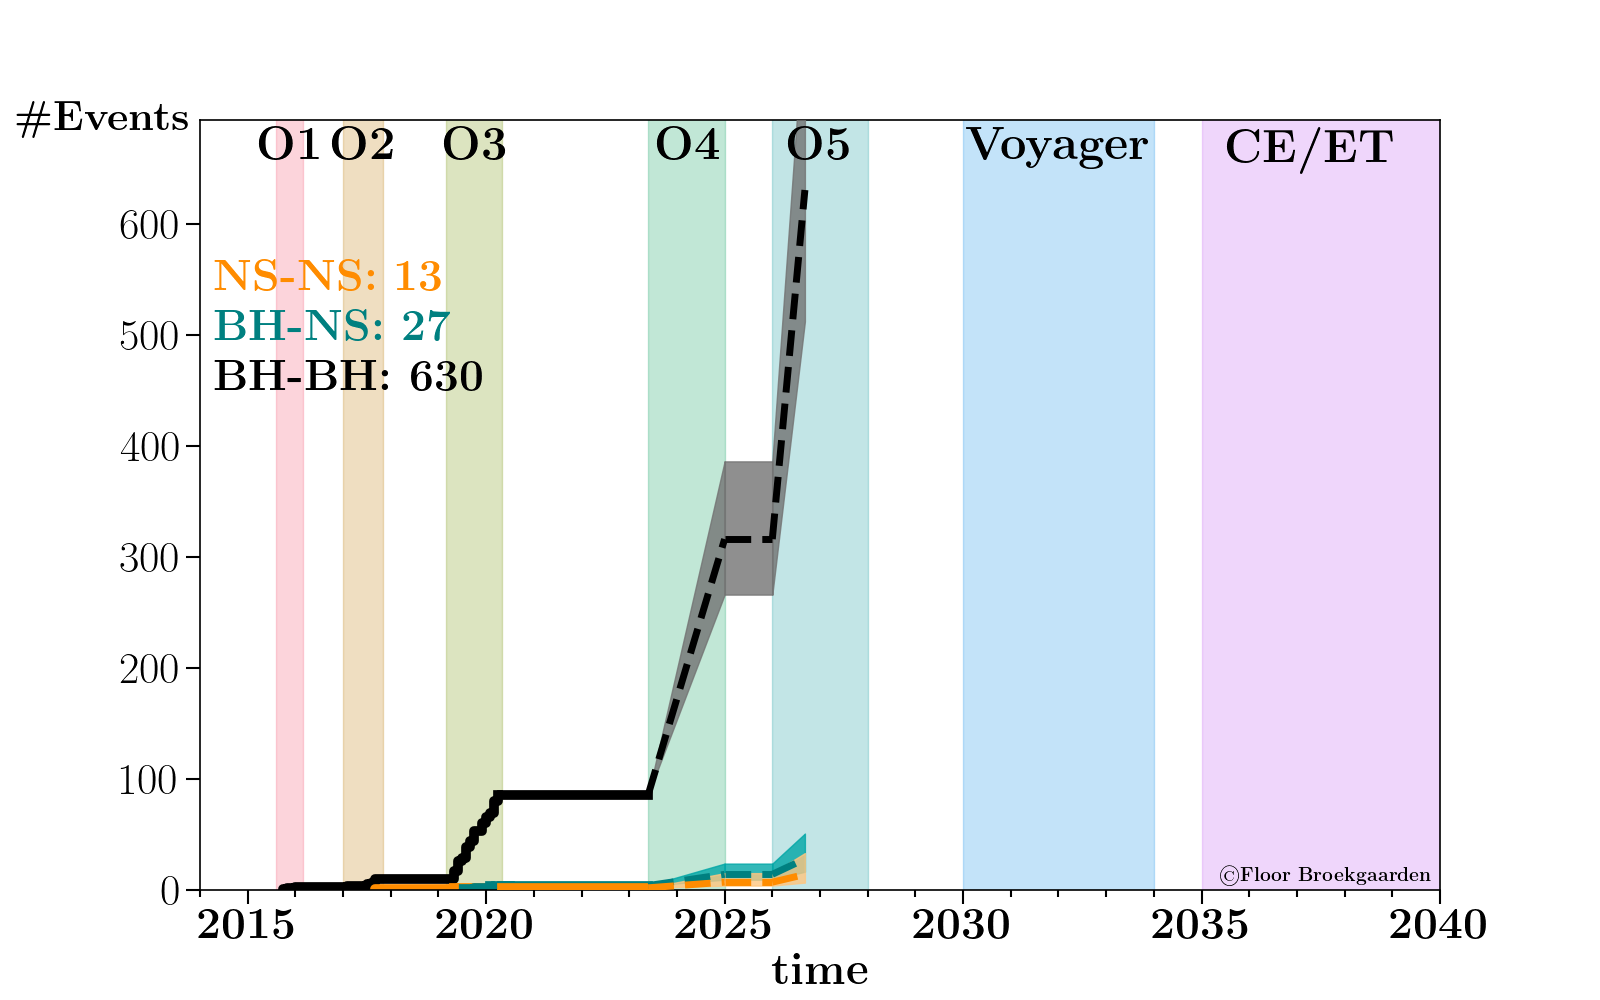 #Events
O1 O2 O3 O4 O5 Voyager CE/ET
600
NS-NS: 13
BH-NS: 27
500
BH-BH: 630
400
300
200
100
0
©Floor Broekgaarden
2015 2020 2025 2030 2035 2040
time